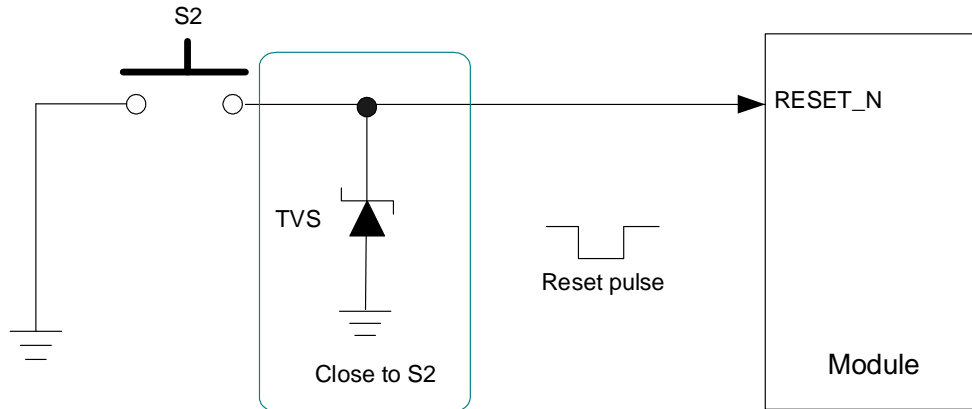 S2
RESET_N
TVS
Reset pulse
Close to S2
Module